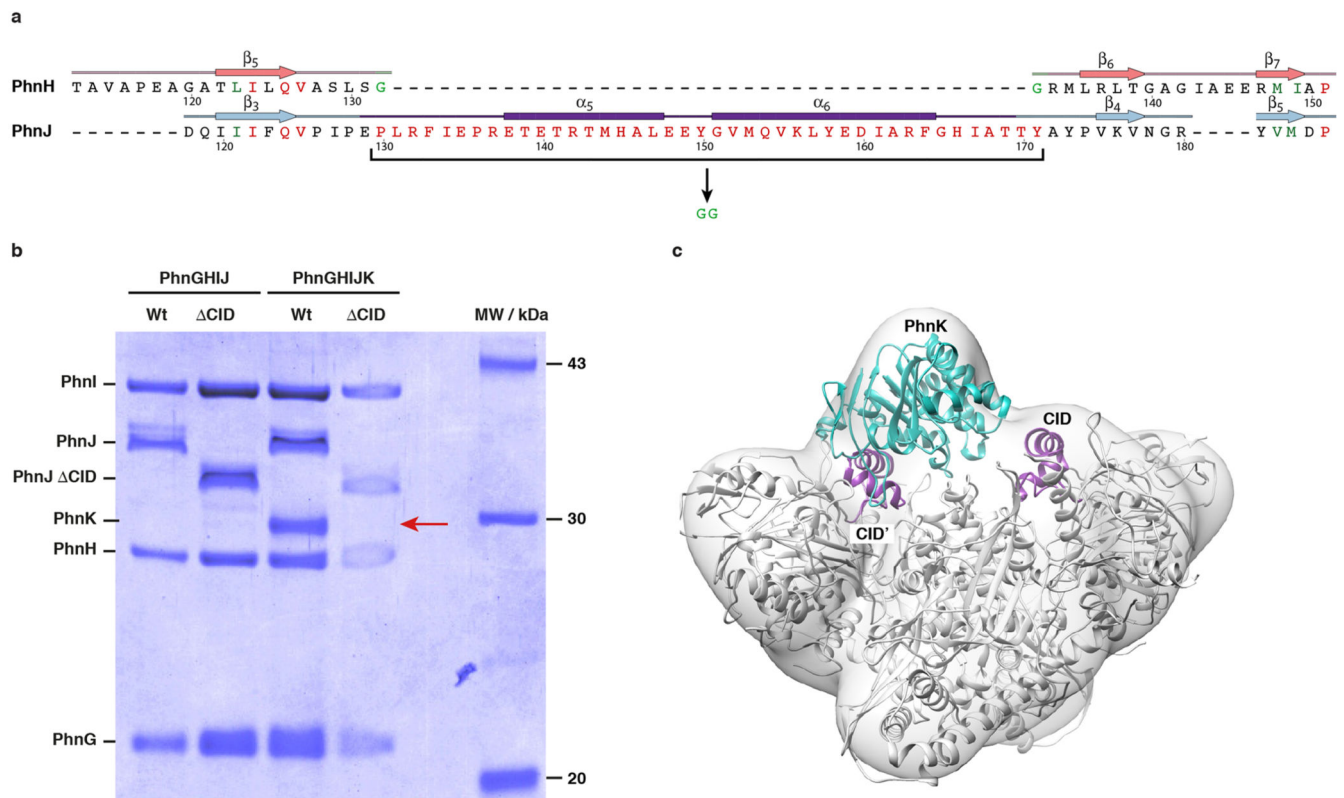 a
β5 β6 β7
PhnH TAVAPEAGATLILQVASLSG----------------------------------------GRMLRLTGAGIAEERMIAP
120 130 140 150
β3 α5 α6 β4 β5
PhnJ -------DQIIIFQVPIPEPLRFIEPRETETRTMHALEEYGVMQVKLYEDIARFGHIATTYAYPVKVNGR----YVMDP
120 130 140 150 160 170 180
GG
b
PhnGHIJ PhnGHIJK
Wt ΔCID Wt ΔCID MW / kDa
43
PhnI
PhnJ
PhnJ ΔCID
PhnK
30
PhnH
PhnG
20
c
PhnK
CID
CID'